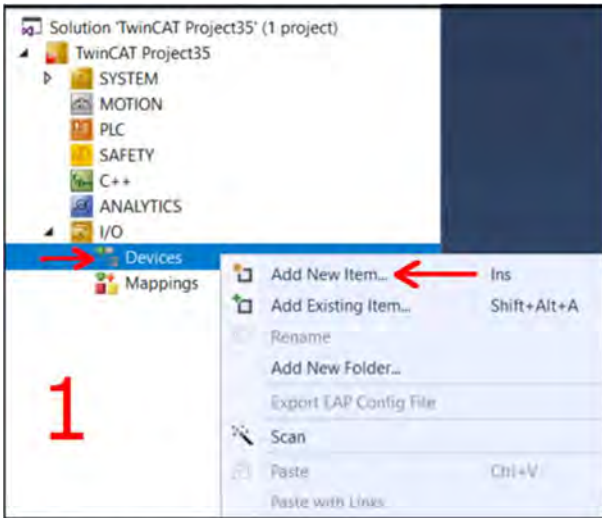 Solution 'TwinCAT Project35' (1 project)
TwinCAT Project35
SYSTEM
MOTION
PLC
SAFETY
C++
ANALYTICS
I/O
Devices
Mappings
Add New Item... Ins
Add Existing Item... Shift+Alt+A
Rename
Add New Folder...
Export EAP Config File
Scan
Paste Ctrl+V
Paste with Links
1